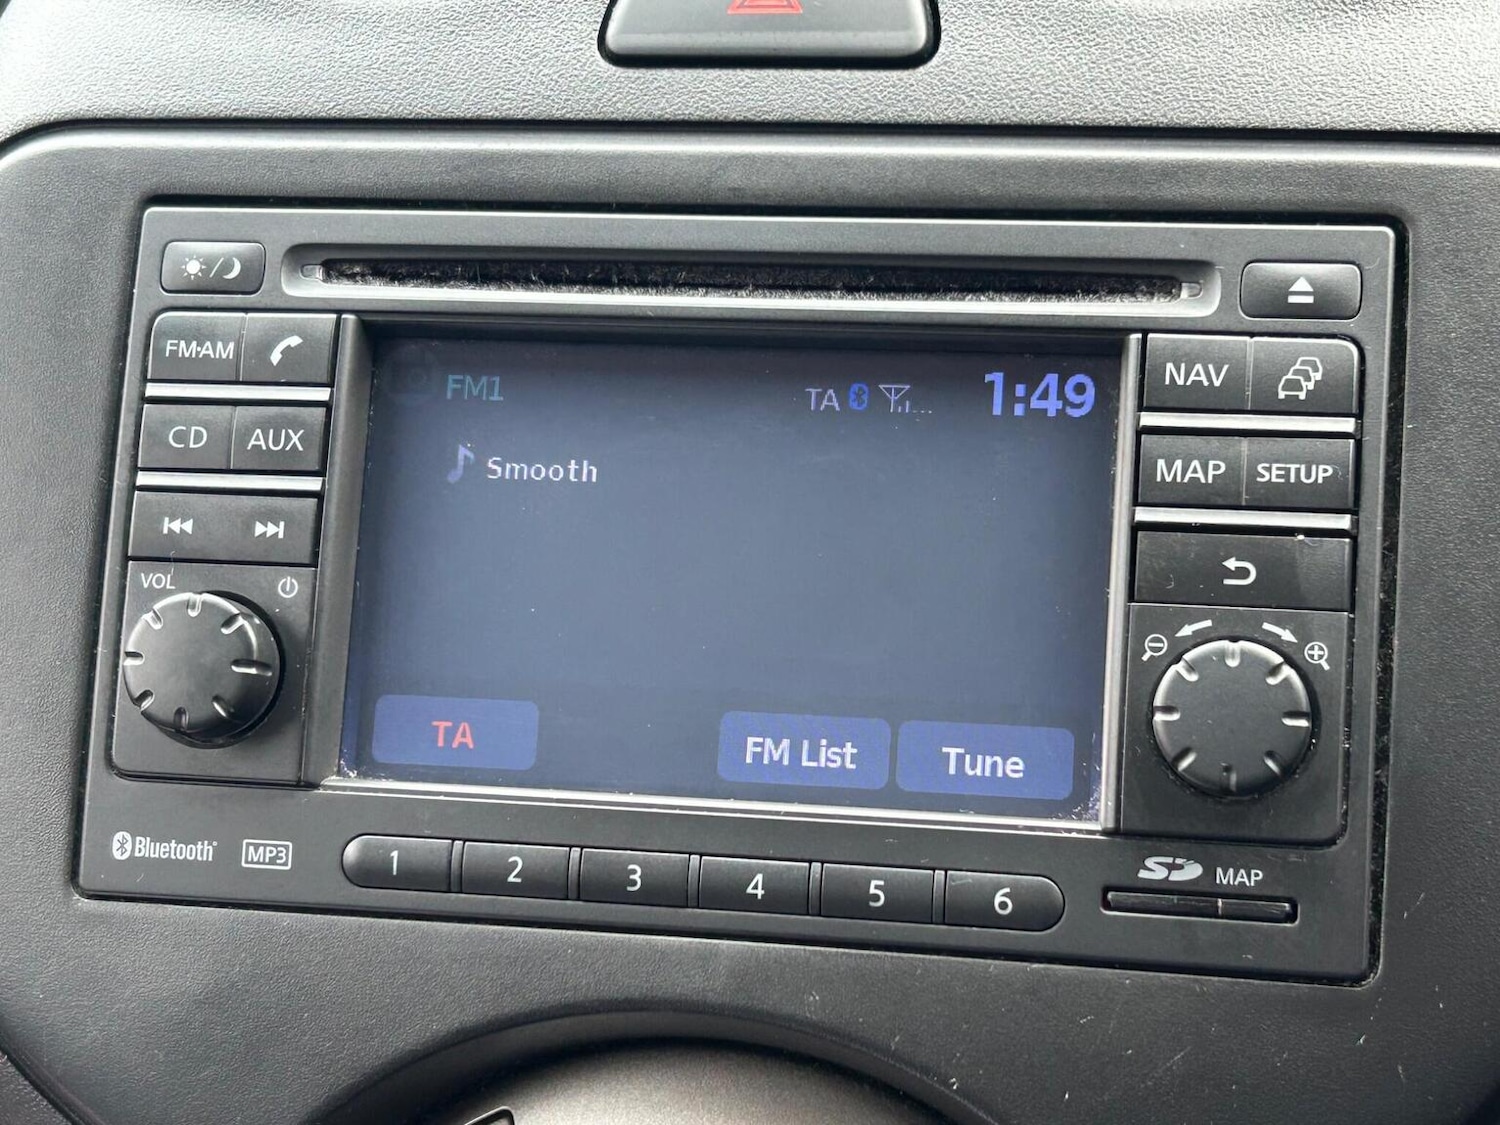 FM·AM
CD
AUX
VOL
FM1
TA
1:49
Smooth
TA
FM List
Tune
NAV
MAP
SETUP
Bluetooth
MP3
1
2
3
4
5
6
SD
MAP